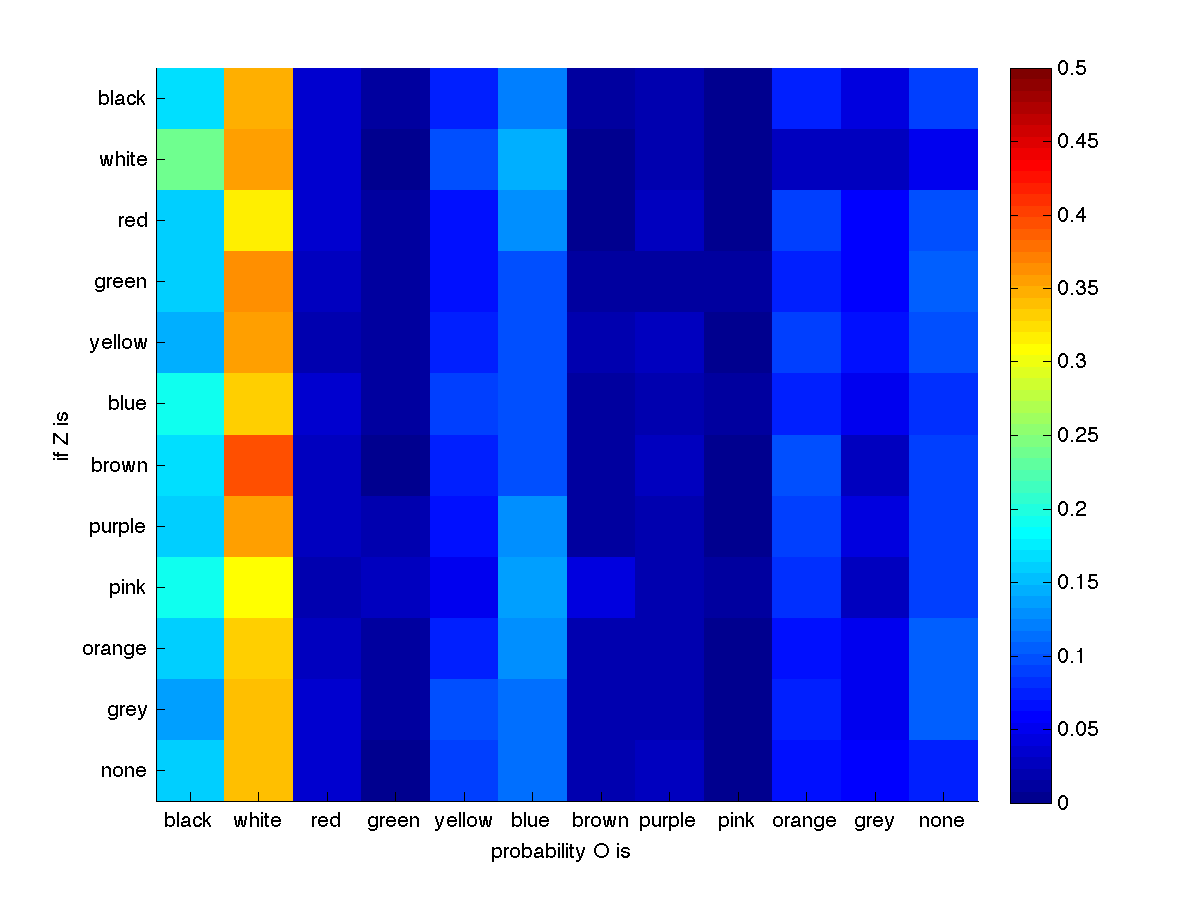 black
white
red
green
yellow
blue
brown
purple
pink
orange
grey
none
if Z is
black white red green yellow blue brown purple pink orange grey none
probability O is
0.5
0.45
0.4
0.35
0.3
0.25
0.2
0.15
0.1
0.05
0